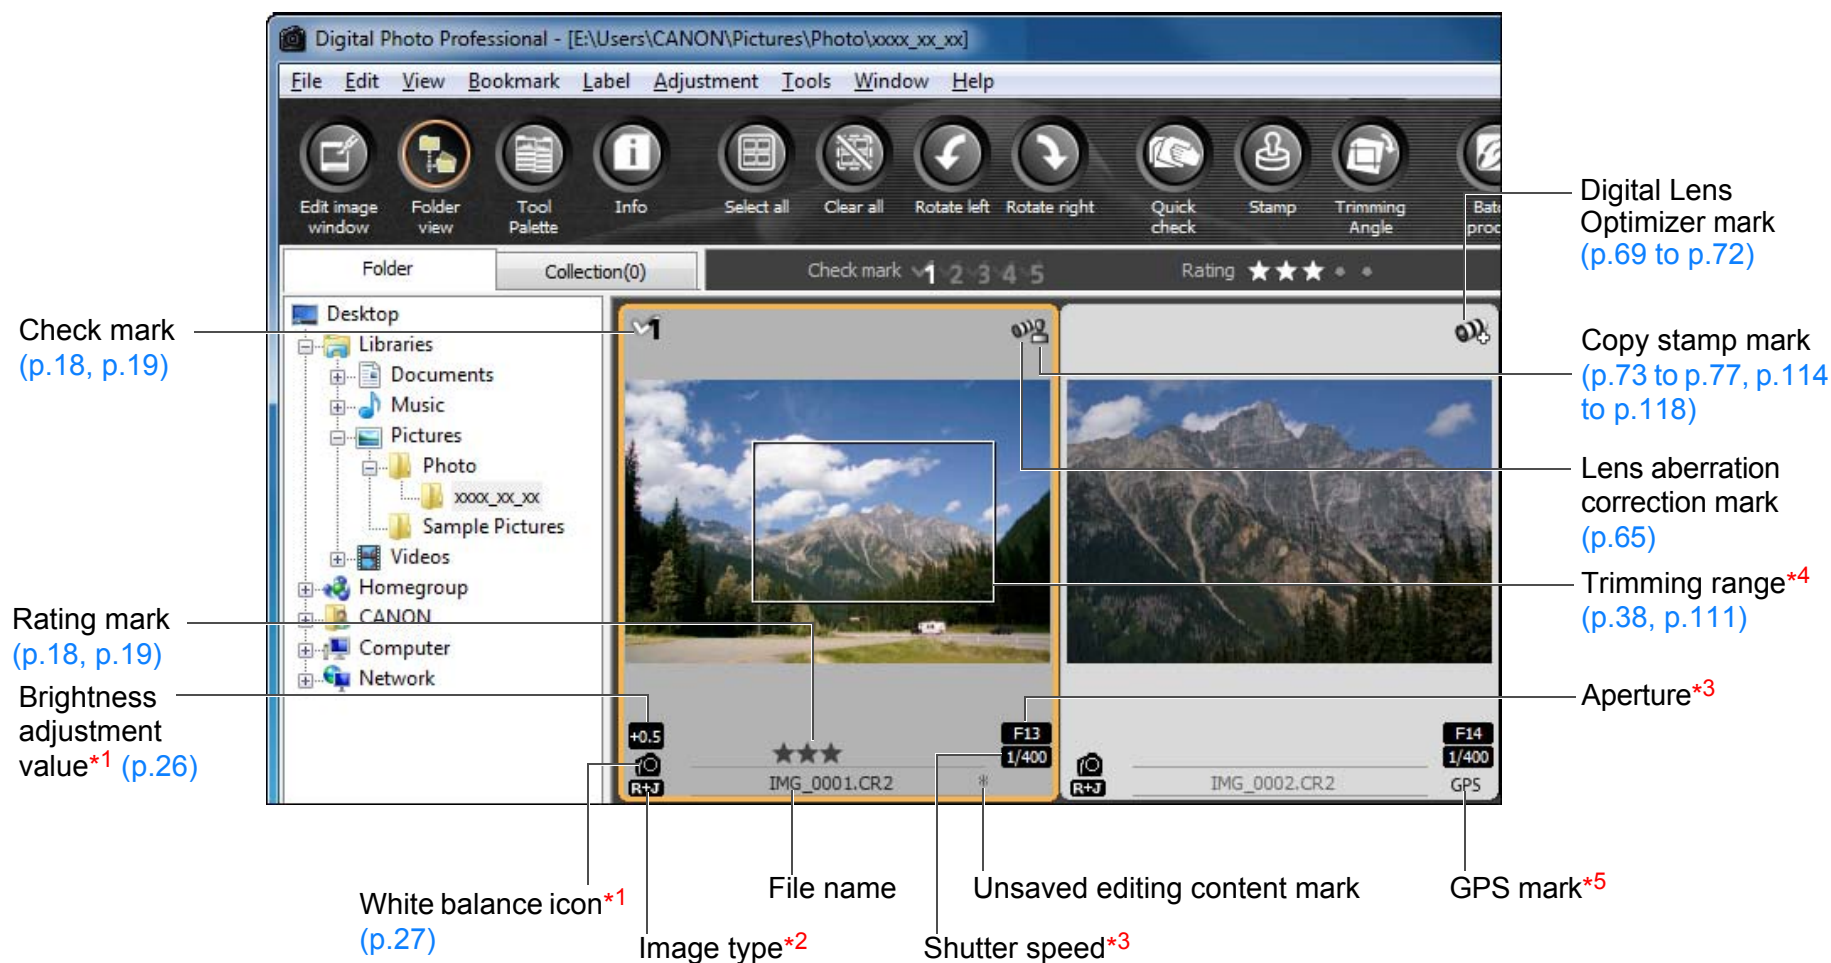 Digital Photo Professional - [E:\Users\CANON\Pictures\Photo\xxxx_xx_xx]
File Edit View Bookmark Label Adjustment Tools Window Help
Edit image
window
Folder
view
Tool
Palette
Info
Select all
Clear all
Rotate left
Rotate right
Quick
check
Stamp
Trimming
Angle
Folder
Collection(0)
Check mark 1 2 3 4 5
Rating
Desktop
Libraries
Documents
Music
Pictures
Photo
xxxx_xx_xx
Sample Pictures
Videos
Homegroup
CANON
Computer
Network
1
+0.5
R+J
IMG_0001.CR2
F13
1/400
R+J
IMG_0002.CR2
F14
1/400
GPS
Check mark
(p.18, p.19)
Rating mark
(p.18, p.19)
Brightness
adjustment
value*1 (p.26)
White balance icon*1
(p.27)
Image type*2
File name
Shutter speed*3
Unsaved editing content mark
GPS mark*5
Digital Lens
Optimizer mark
(p.69 to p.72)
Copy stamp mark
(p.73 to p.77, p.114
to p.118)
Lens aberration
correction mark
(p.65)
Trimming range*4
(p.38, p.111)
Aperture*3